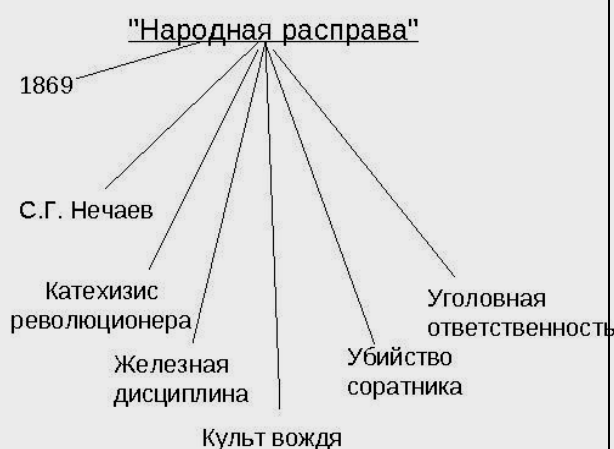 "Народная расправа"
1869
С.Г. Нечаев
Катехизис
революционера
Железная
дисциплина
Культ вождя
Убийство
соратника
Уголовная
ответственность